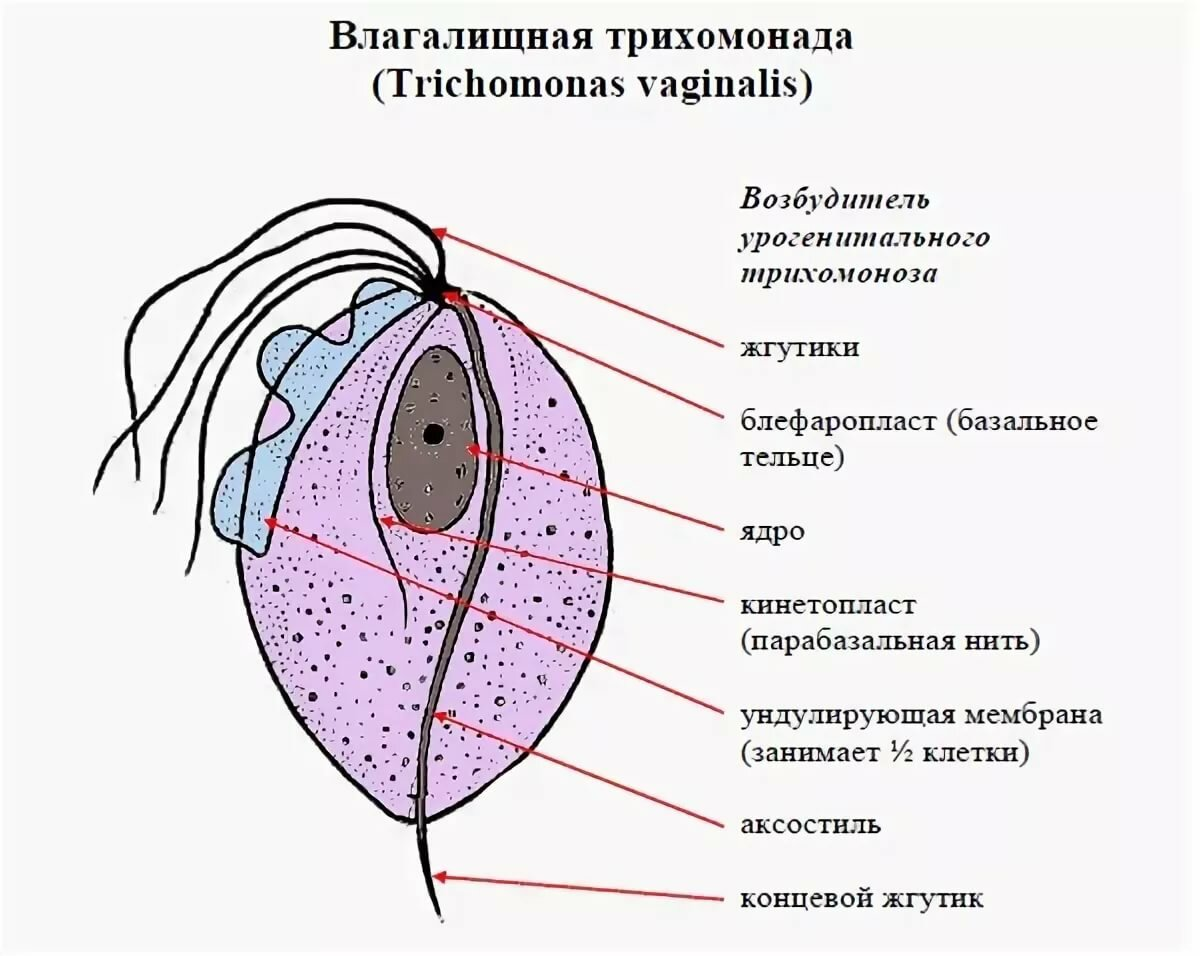 Влагалищная трихомонада
(Trichomonas vaginalis)
Возбудитель
урогенитального
трихомоноза
жгутики
блефаропласт (базальное
тельце)
ядро
кинетопласт
(парабазальная нить)
ундулирующая мембрана
(занимает ½ клетки)
аксостиль
концевой жгутик